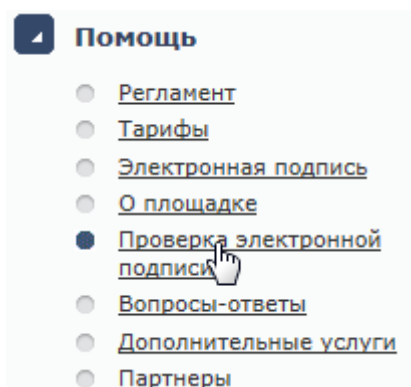 Помощь
Регламент
Тарифы
Электронная подпись
О площадке
Проверка электронной
подписи
Вопросы-ответы
Дополнительные услуги
Партнеры